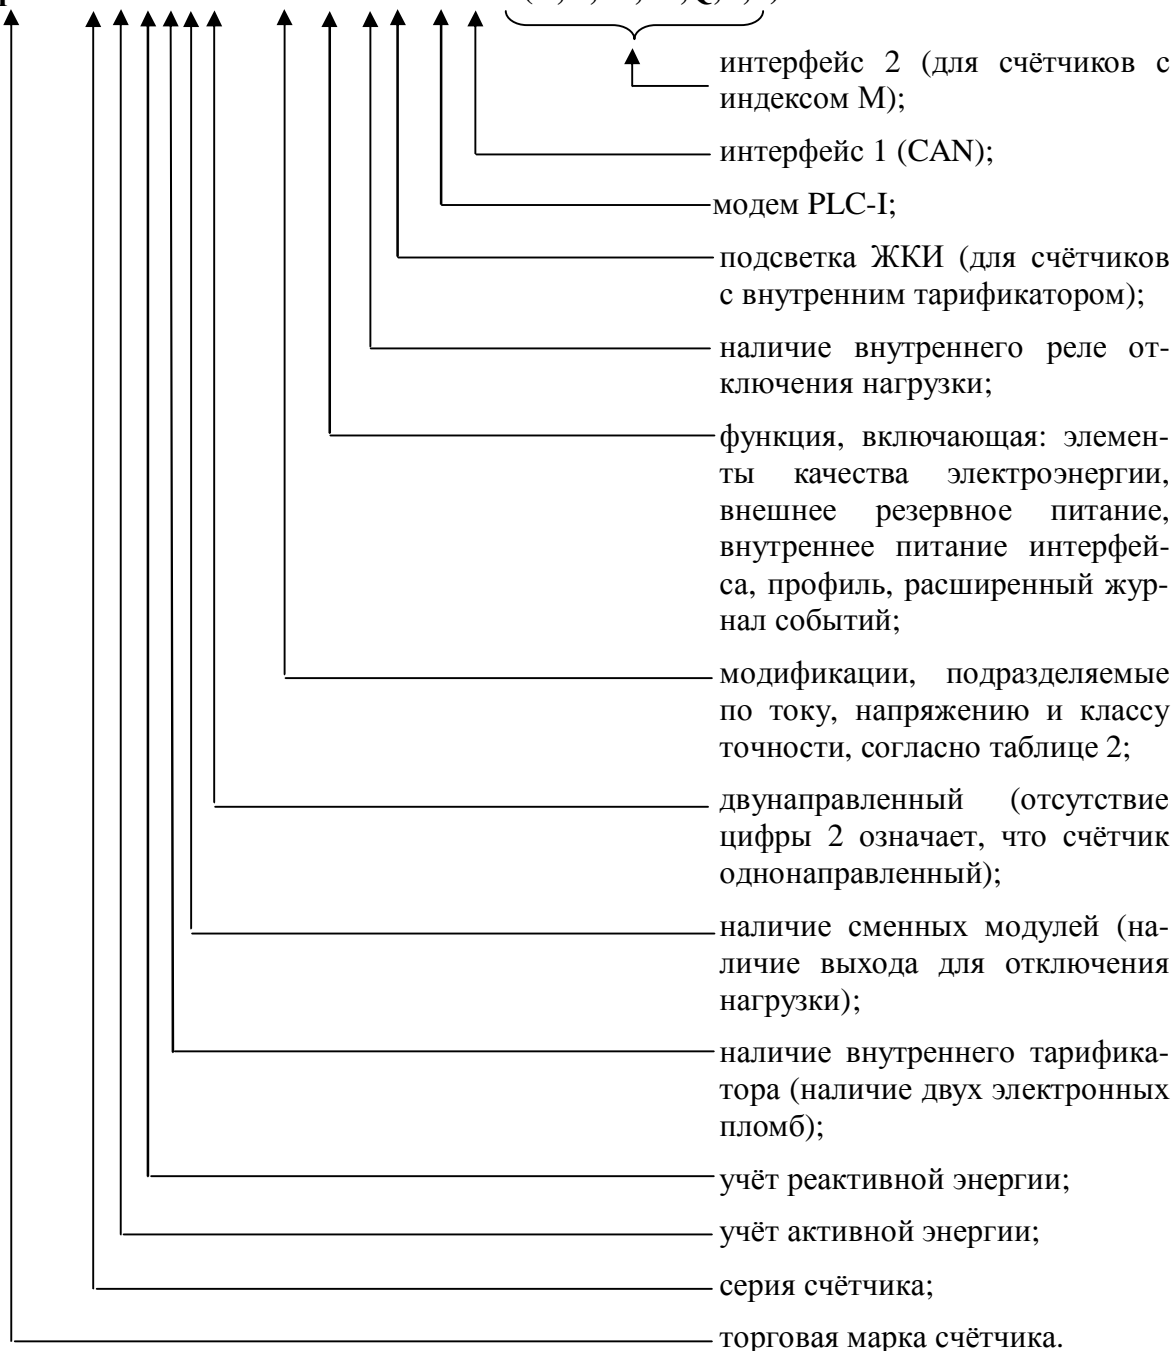 интерфейс 2 (для счётчиков с
индексом М);
интерфейс 1 (CAN);
модем PLC-I;
подсветка ЖКИ (для счётчиков
с внутренним тарификатором);
наличие внутреннего реле от-
ключения нагрузки;
функция, включающая: элемен-
ты качества электроэнергии,
внешнее резервное питание,
внутреннее питание интерфей-
са, профиль, расширенный жур-
нал событий;
модификации, подразделяемые
по току, напряжению и классу
точности, согласно таблице 2;
двунаправленный (отсутствие
цифры 2 означает, что счётчик
однонаправленный);
наличие сменных модулей (на-
личие выхода для отключения
нагрузки);
наличие внутреннего тарифика-
тора (наличие двух электронных
пломб);
учёт реактивной энергии;
учёт активной энергии;
серия счётчика;
торговая марка счётчика.